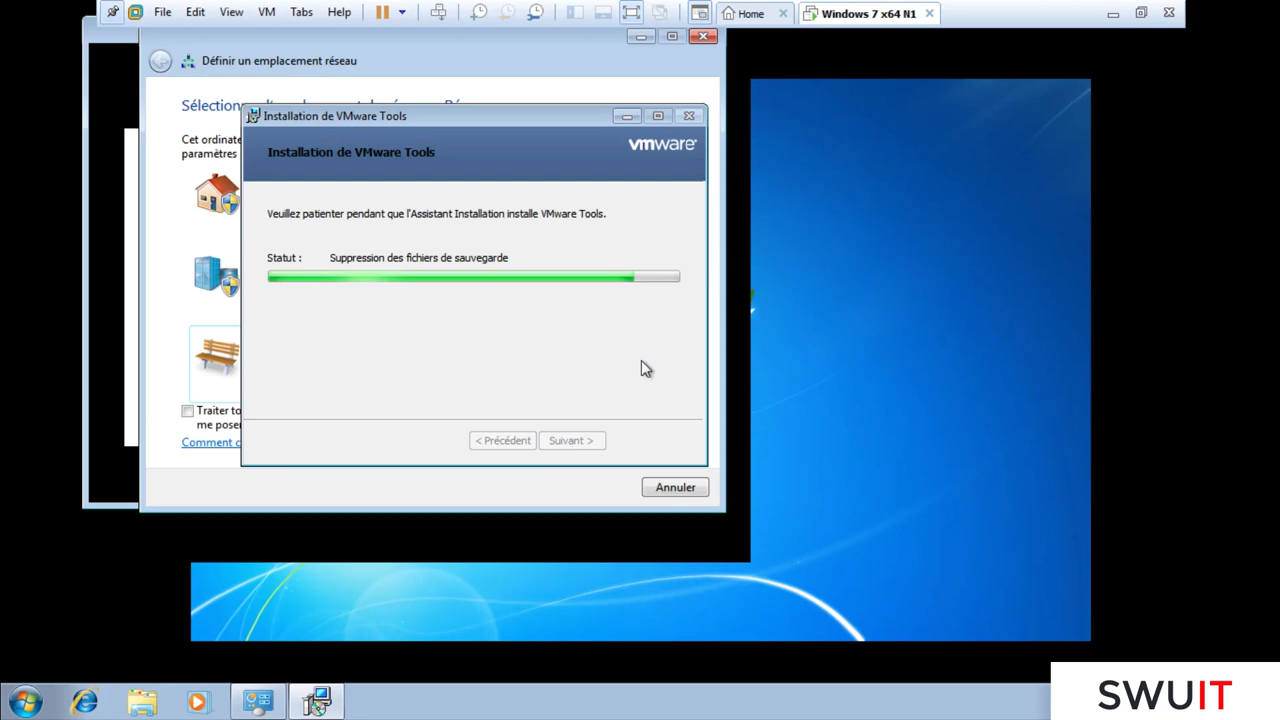 File Edit View VM Tabs Help Home Windows 7 x64 N1
Définir un emplacement réseau
Sélection
Installation de VMware Tools
Cet ordinate
paramètres
Installation de VMware Tools
vmware
Veuillez patienter pendant que l'Assistant Installation installe VMware Tools.
Statut : Suppression des fichiers de sauvegarde
Traiter to
me poser
Comment c
< Précédent Suivant >
Annuler
SWUIT